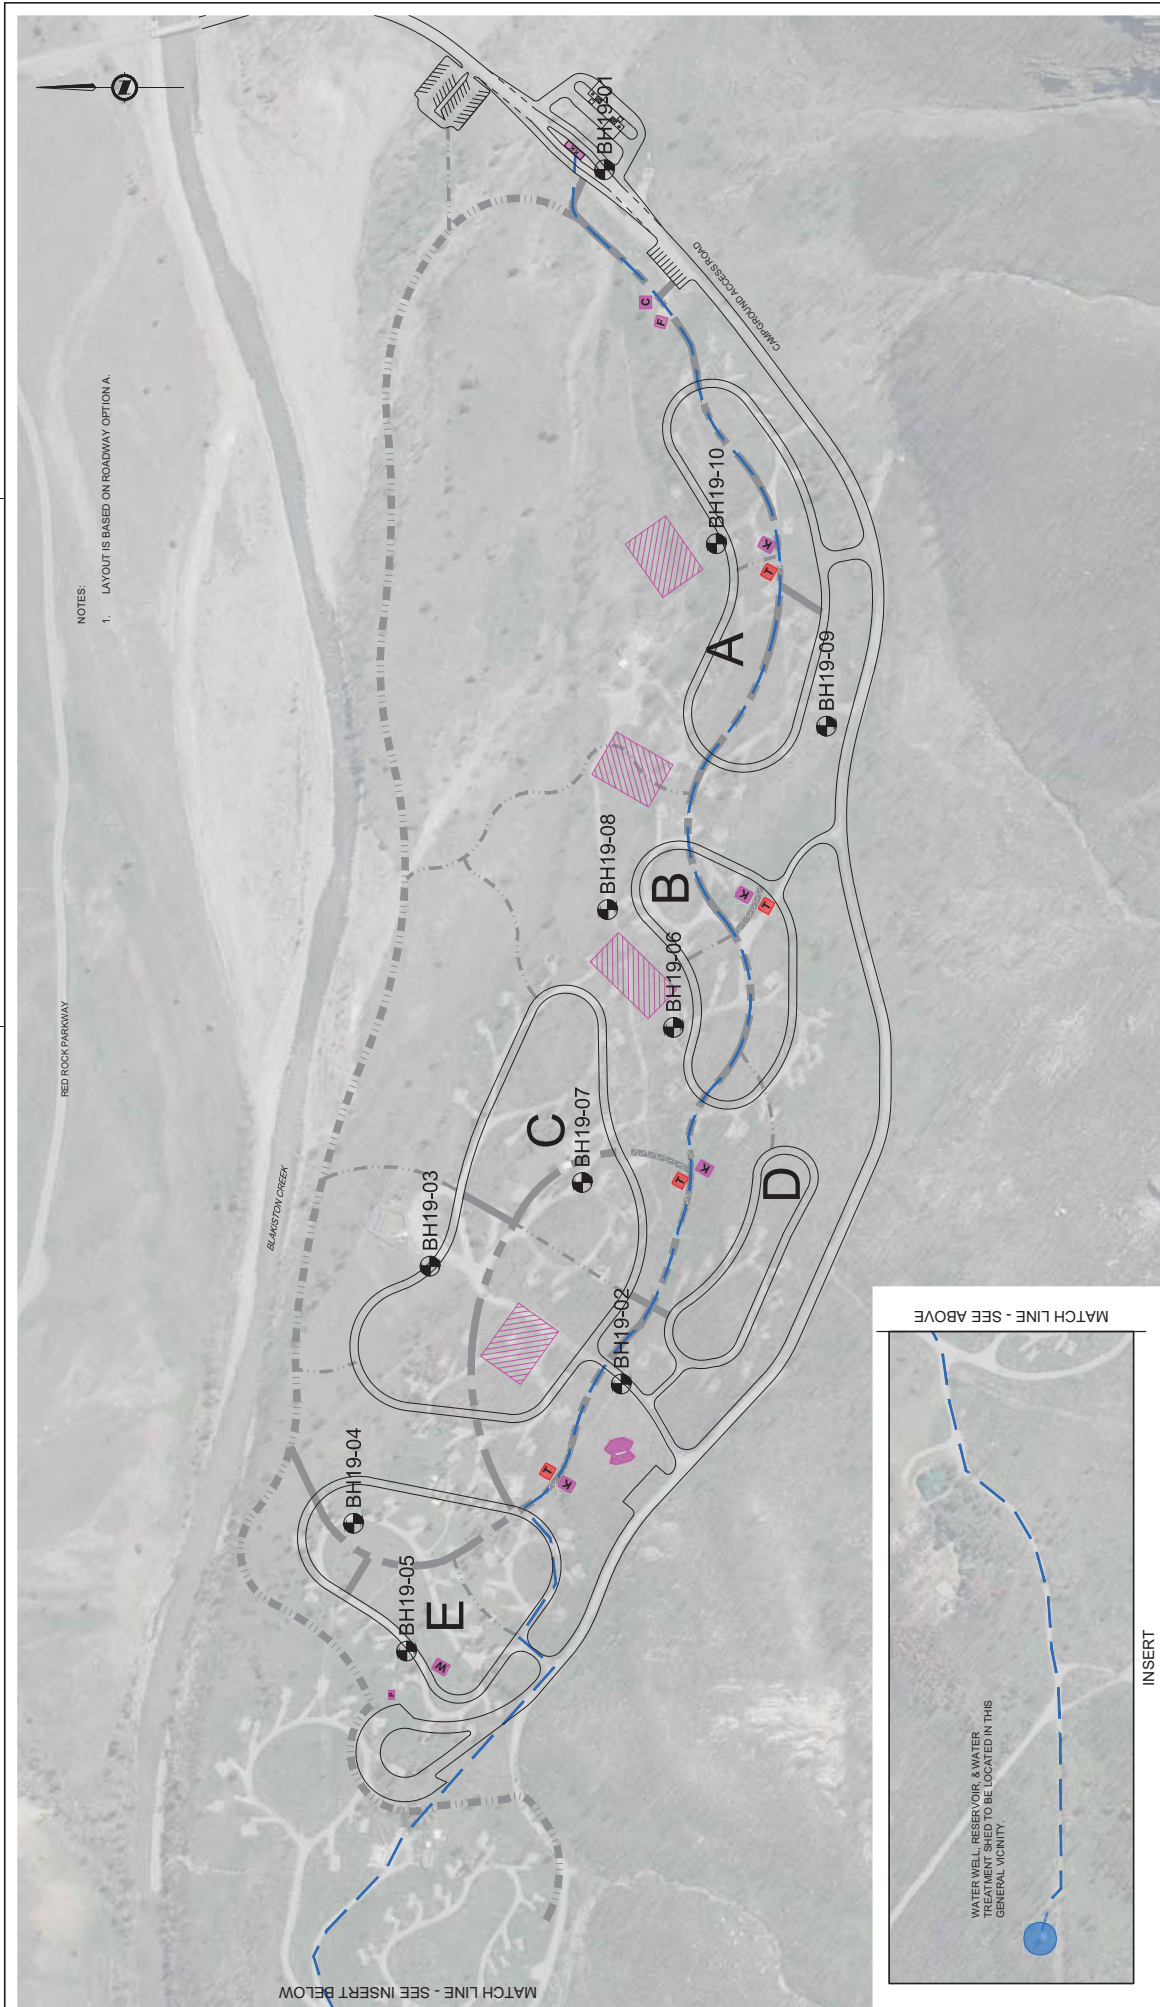 NOTES:
1. LAYOUT IS BASED ON ROADWAY OPTION A.
RED ROCK PARKWAY
BLAKISTON CREEK
CAMPGROUND ACCESS ROAD
BH19-01
KK
C
F
BH19-10
K
T
A
BH19-09
BH19-08
B
K
T
BH19-06
C
BH19-07
BH19-03
T
K
D
BH19-02
BH19-04
T
K
BH19-05
E
W
P
MATCH LINE - SEE INSERT BELOW
MATCH LINE - SEE ABOVE
WATER WELL, RESERVOIR, & WATER
TREATMENT SHED TO BE LOCATED IN THIS
GENERAL VICINITY.
INSERT